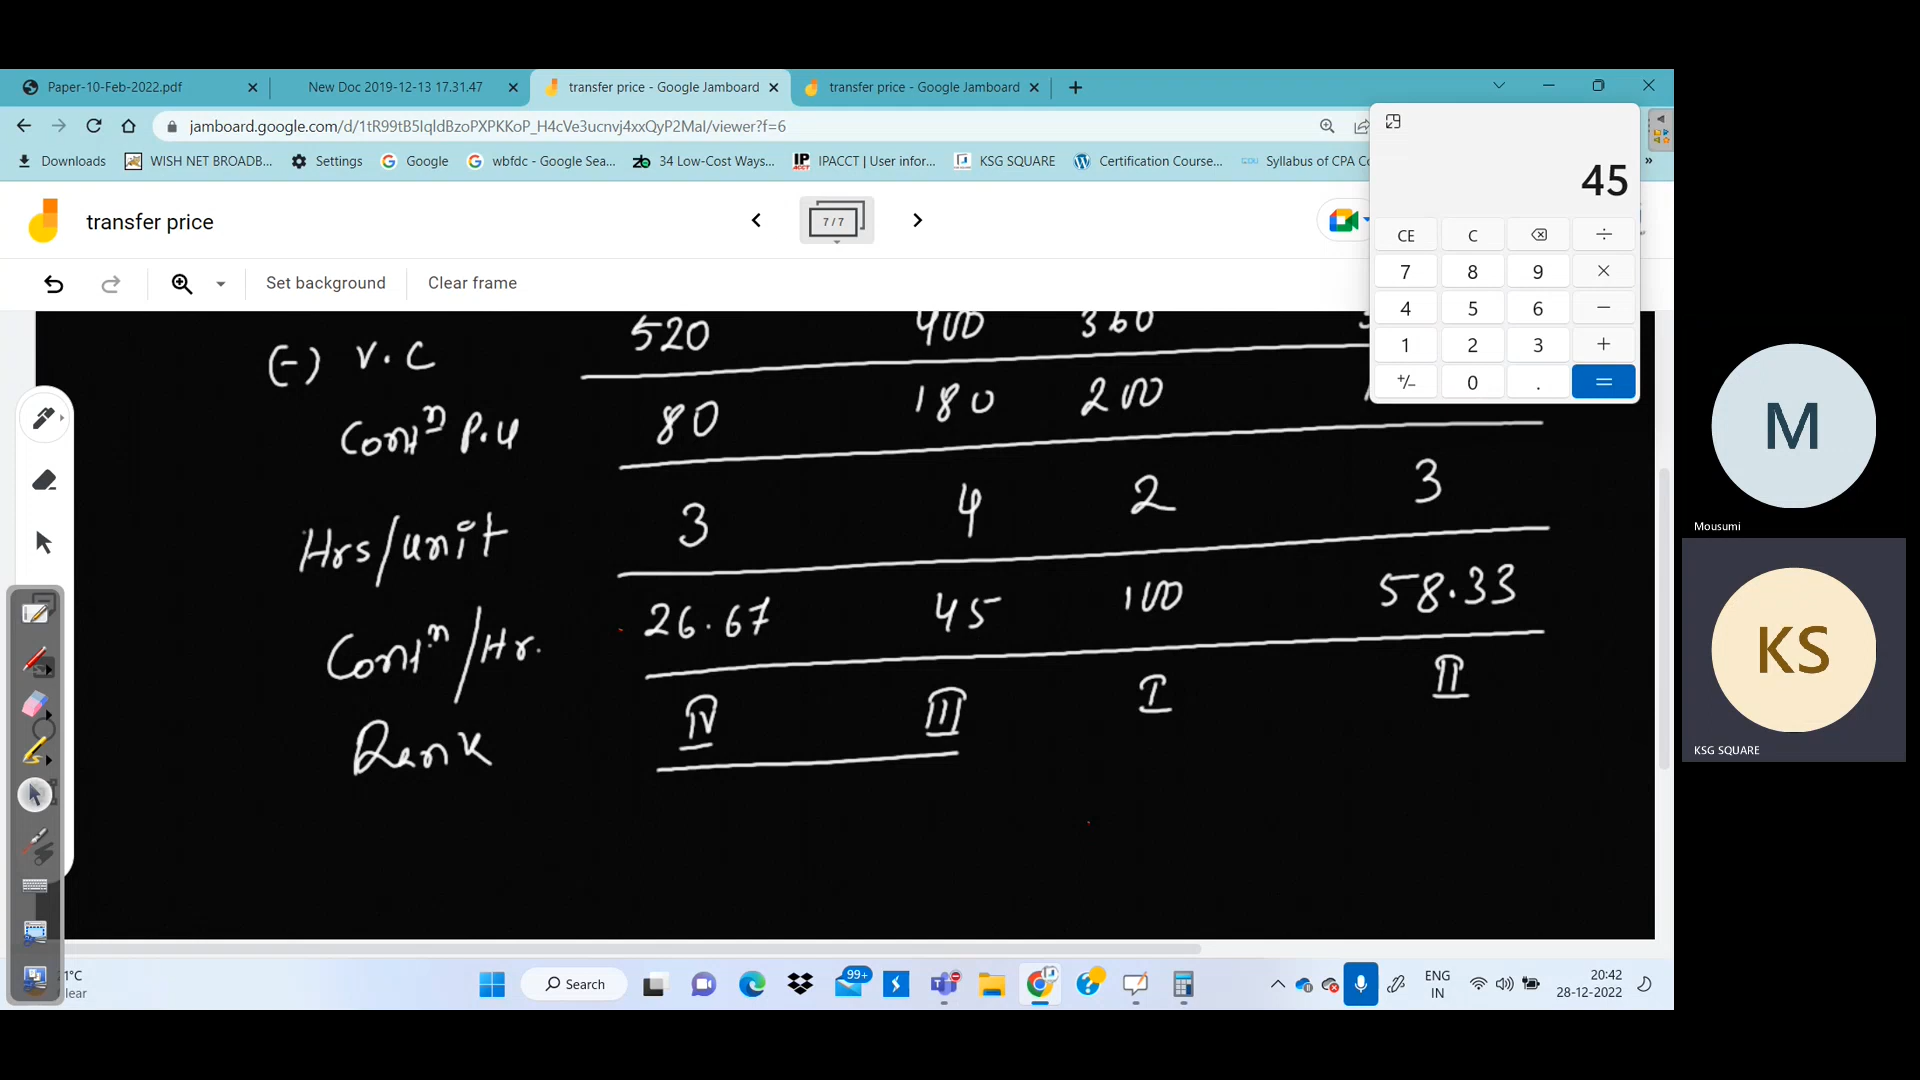 Paper-10-Feb-2022.pdf
New Doc 2019-12-13 17.31.47
transfer price - Google Jamboard
transfer price - Google Jamboard
jamboard.google.com/d/1tR99tB5IqldBzoPXPKKoP_H4cVe3ucnvj4xxQyP2MaI/viewer?f=6
Downloads WISH NET BROADB... Settings Google wbfdc - Google Sea... 34 Low-Cost Ways... IPACCT | User infor... KSG SQUARE Certification Course... Syllabus of CPA Co »
transfer price
7 / 7
Set background Clear frame
45
CE C ÷
7 8 9 ×
4 5 6 −
1 2 3 +
+/− 0 . =
(-) V.C 520 400 360
Contⁿ P.U 80 180 200
Hrs/unit 3 4 2 3
Contⁿ/Hr. 26.67 45 100 58.33
Rank IV III I II
M
Mousumi
KS
KSG SQUARE
1°C
lear
Search
99+
ENG
IN
20:42
28-12-2022